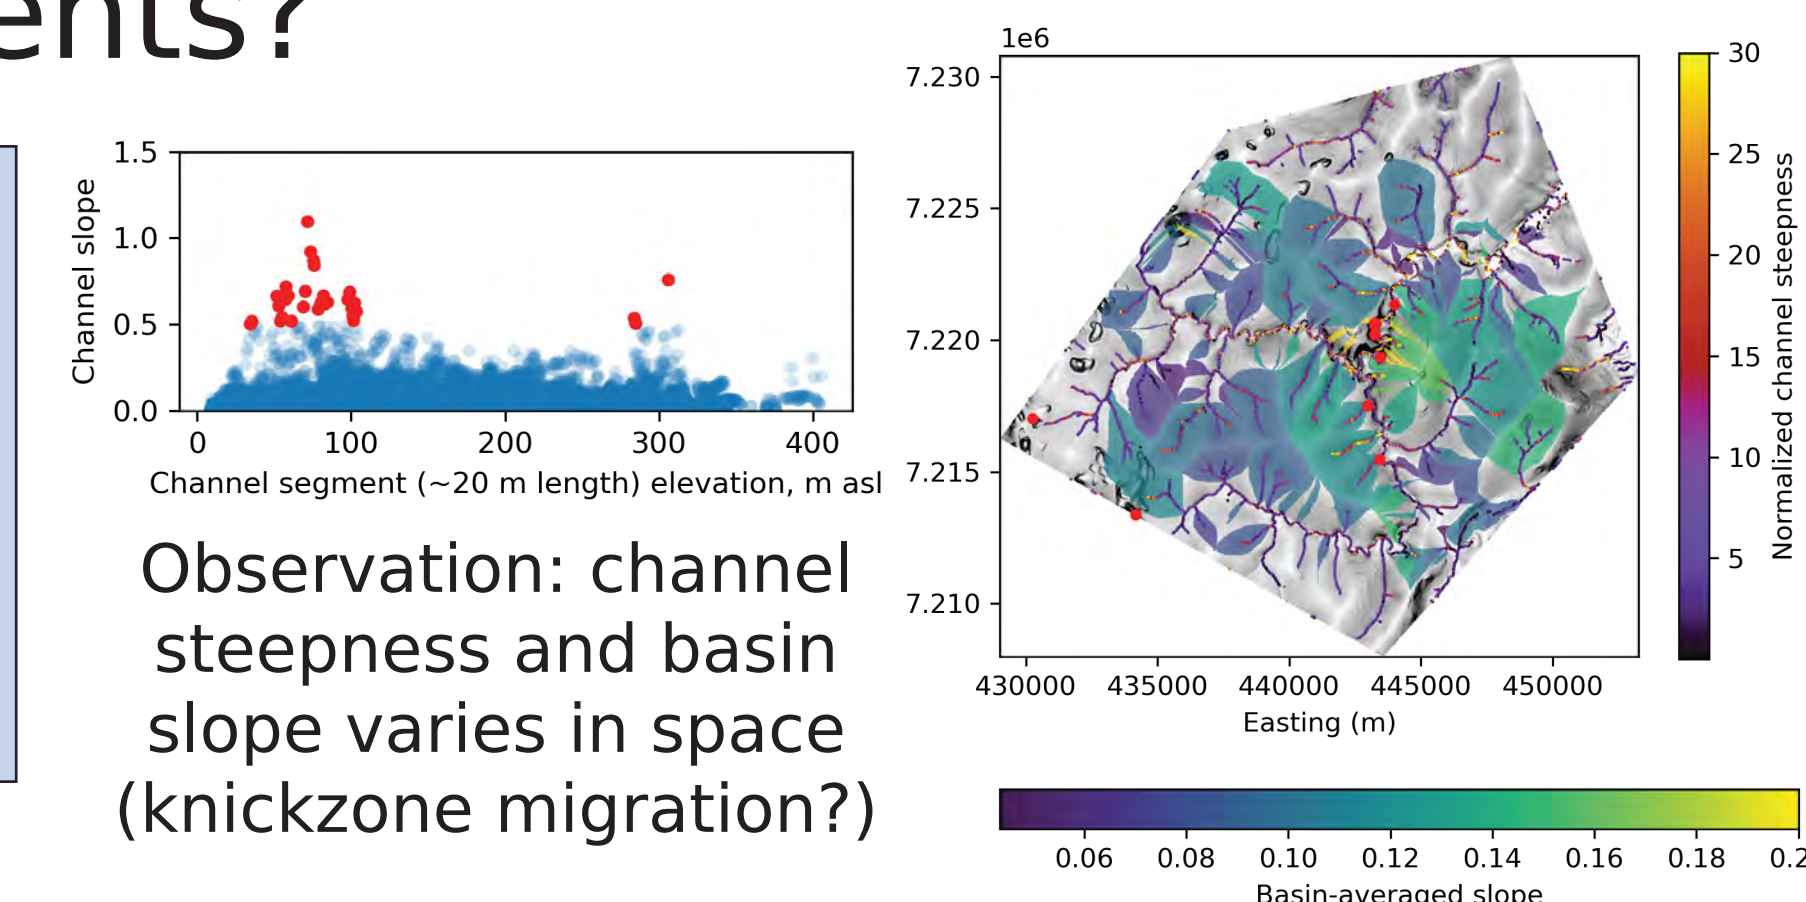 ents?
1.5
1.0
0.5
0.0
Channel slope
0 100 200 300 400
Channel segment (~20 m length) elevation, m asl
Observation: channel
steepness and basin
slope varies in space
(knickzone migration?)
1e6
7.230
7.225
7.220
7.215
7.210
430000 435000 440000 445000 450000
Easting (m)
30
25
20
15
10
5
Normalized channel steepness
0.06 0.08 0.10 0.12 0.14 0.16 0.18 0.2
Basin-averaged slope